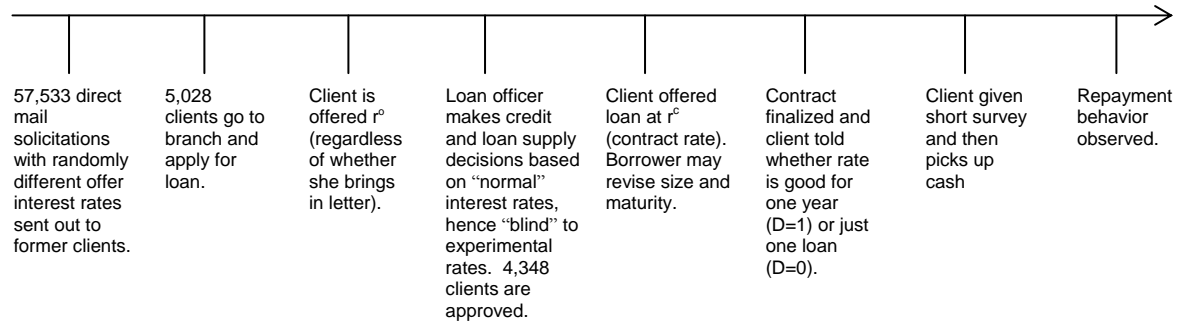 57,533 direct
mail
solicitations
with randomly
different offer
interest rates
sent out to
former clients.
5,028
clients go to
branch and
apply for
loan.
Client is
offered rᵒ
(regardless
of whether
she brings
in letter).
Loan officer
makes credit
and loan supply
decisions based
on “normal”
interest rates,
hence “blind” to
experimental
rates. 4,348
clients are
approved.
Client offered
loan at rᶜ
(contract rate).
Borrower may
revise size and
maturity.
Contract
finalized and
client told
whether rate
is good for
one year
(D=1) or just
one loan
(D=0).
Client given
short survey
and then
picks up
cash
Repayment
behavior
observed.